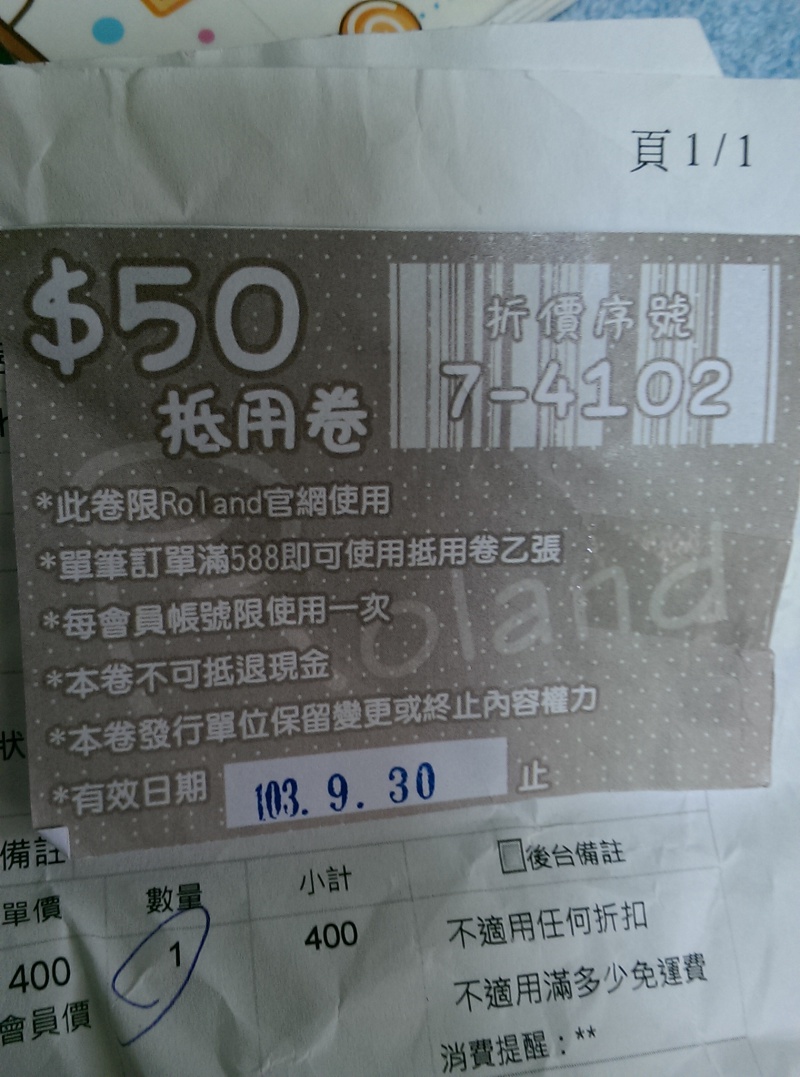 頁 1/1
$50
抵用卷
折價序號
7-4102
*此卷限Roland官網使用
*單筆訂單滿588即可使用抵用卷乙張
*每會員帳號限使用一次
*本卷不可抵退現金
*本卷發行單位保留變更或終止內容權力
*有效日期 103. 9. 30 止
Roland
狀
備註
後台備註
單價 數量 小計
400 1 400
會員價
不適用任何折扣
不適用滿多少免運費
消費提醒：**